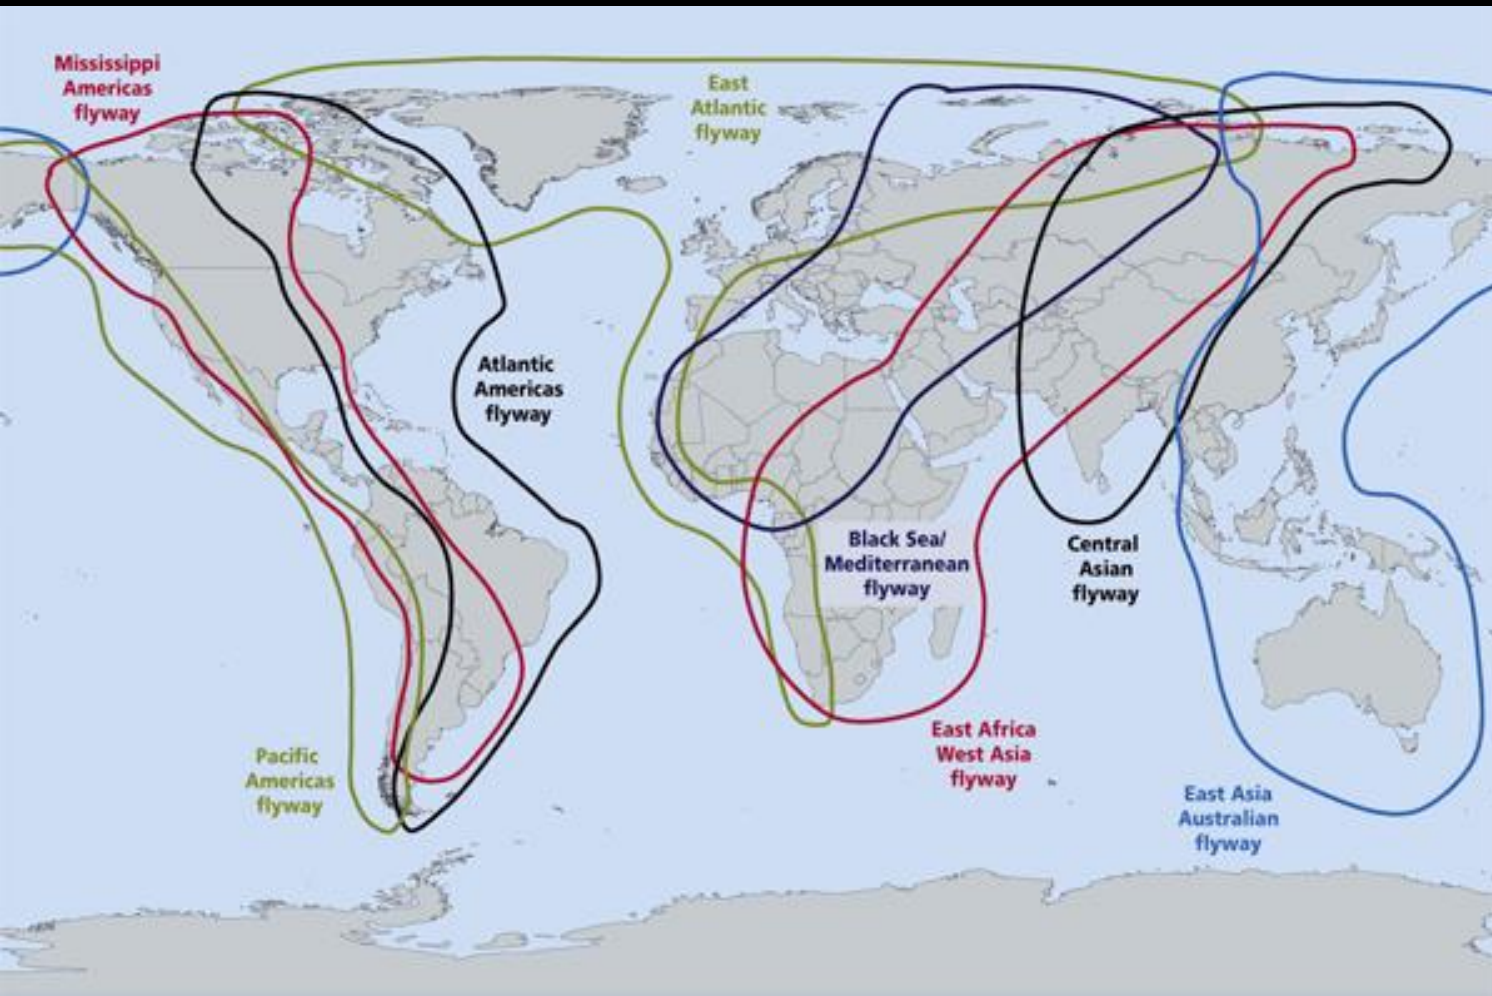 Mississippi
Americas
flyway
East
Atlantic
flyway
Atlantic
Americas
flyway
Black Sea/
Mediterranean
flyway
Central
Asian
flyway
Pacific
Americas
flyway
East Africa
West Asia
flyway
East Asia
Australian
flyway